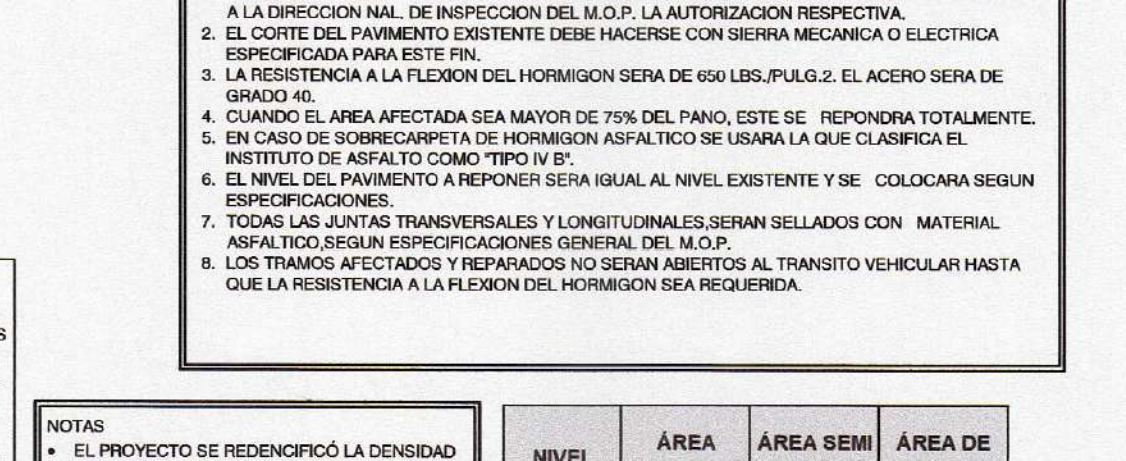 A LA DIRECCION NAL. DE INSPECCION DEL M.O.P. LA AUTORIZACION RESPECTIVA.
2. EL CORTE DEL PAVIMENTO EXISTENTE DEBE HACERSE CON SIERRA MECANICA O ELECTRICA
ESPECIFICADA PARA ESTE FIN.
3. LA RESISTENCIA A LA FLEXION DEL HORMIGON SERA DE 650 LBS./PULG.2. EL ACERO SERA DE
GRADO 40.
4. CUANDO EL AREA AFECTADA SEA MAYOR DE 75% DEL PANO, ESTE SE REPONDRA TOTALMENTE.
5. EN CASO DE SOBRECARPETA DE HORMIGON ASFALTICO SE USARA LA QUE CLASIFICA EL
INSTITUTO DE ASFALTO COMO "TIPO IV B".
6. EL NIVEL DEL PAVIMENTO A REPONER SERA IGUAL AL NIVEL EXISTENTE Y SE COLOCARA SEGUN
ESPECIFICACIONES.
7. TODAS LAS JUNTAS TRANSVERSALES Y LONGITUDINALES,SERAN SELLADOS CON MATERIAL
ASFALTICO,SEGUN ESPECIFICACIONES GENERAL DEL M.O.P.
8. LOS TRAMOS AFECTADOS Y REPARADOS NO SERAN ABIERTOS AL TRANSITO VEHICULAR HASTA
QUE LA RESISTENCIA A LA FLEXION DEL HORMIGON SEA REQUERIDA.
S
NOTAS
• EL PROYECTO SE REDENCIFICÓ LA DENSIDAD
NIVEL
ÁREA
ÁREA SEMI
ÁREA DE